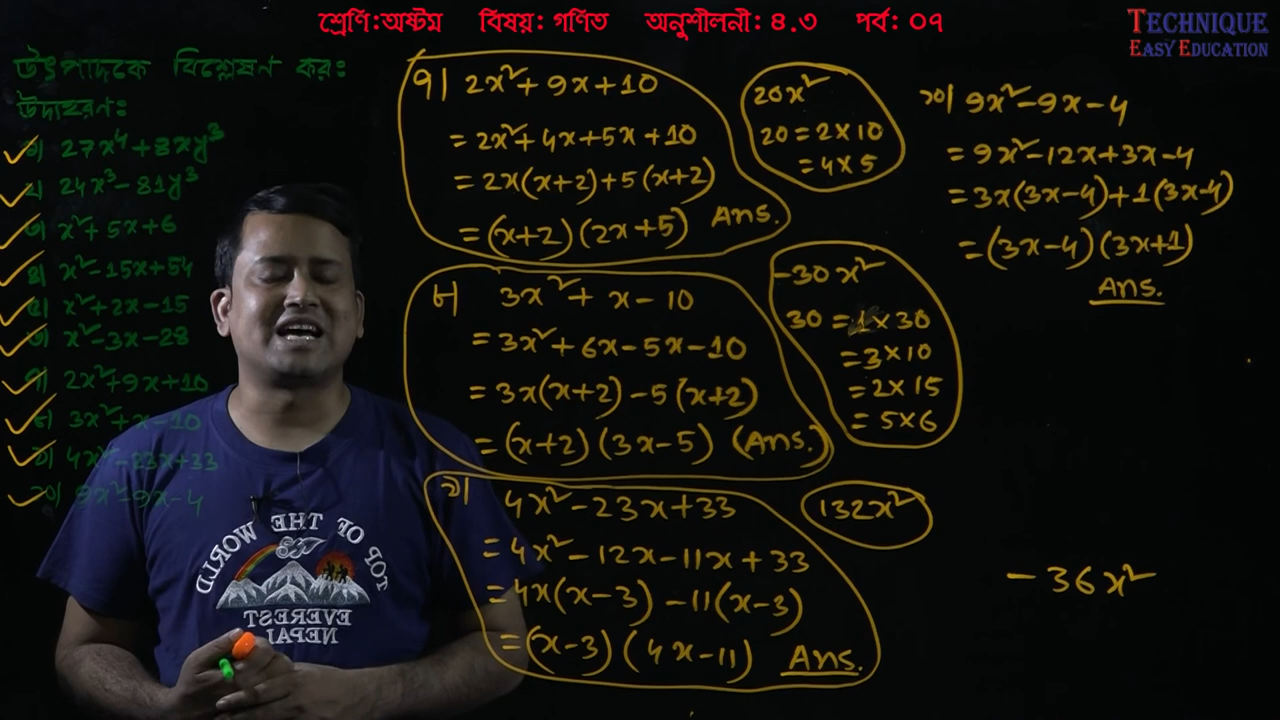 শ্রেণি:অষ্টম বিষয়: গণিত অনুশীলনী: ৪.৩ পর্ব: ০৭
TECHNIQUE
EASY EDUCATION
উৎপাদকে বিশ্লেষন কর:
উদাহরণ:
১) 27x⁴+8xy³
২) 24x³-81y³
৩) x²+5x+6
৪) x²-15x+54
৫) x²+2x-15
৬) x²-3x-28
৭) 2x²+9x+10
৮) 3x²+x-10
৯) 4x²-23x+33
১০) 9x²-9x-4
৭) 2x²+9x+10
=2x²+4x+5x+10
=2x(x+2)+5(x+2)
=(x+2)(2x+5) Ans.
20x²
20=2×10
=4×5
৮) 3x²+x-10
=3x²+6x-5x-10
=3x(x+2)-5(x+2)
=(x+2)(3x-5) (Ans.)
-30x²
30=1×30
=3×10
=2×15
=5×6
৯) 4x²-23x+33
=4x²-12x-11x+33
=4x(x-3)-11(x-3)
=(x-3)(4x-11) Ans.
132x²
১০) 9x²-9x-4
=9x²-12x+3x-4
=3x(3x-4)+1(3x-4)
=(3x-4)(3x+1)
Ans.
-36x²
TOP OF THE WORLD
EVEREST
NEPAL